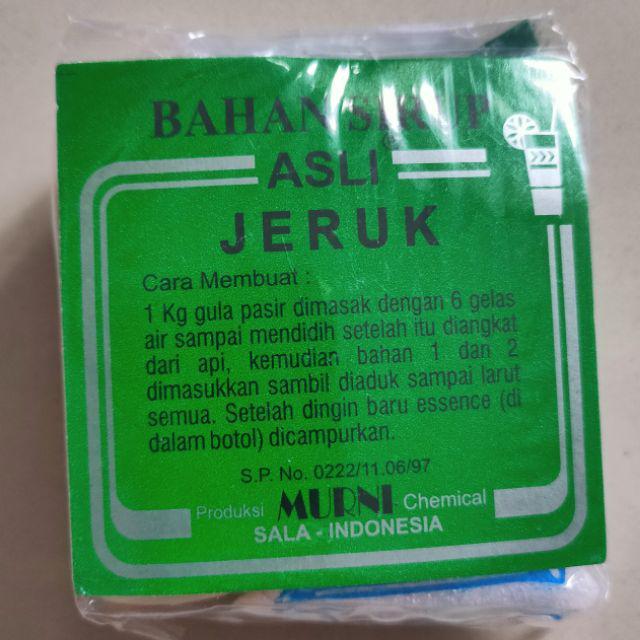 BAHAN SIRUP
ASLI ®
JERUK
Cara Membuat :
1 Kg gula pasir dimasak dengan 6 gelas
air sampai mendidih setelah itu diangkat
dari api, kemudian bahan 1 dan 2
dimasukkan sambil diaduk sampai larut
semua. Setelah dingin baru essence (di
dalam botol) dicampurkan.
S.P. No. 0222/11.06/97
Produksi MURNI Chemical
SALA - INDONESIA